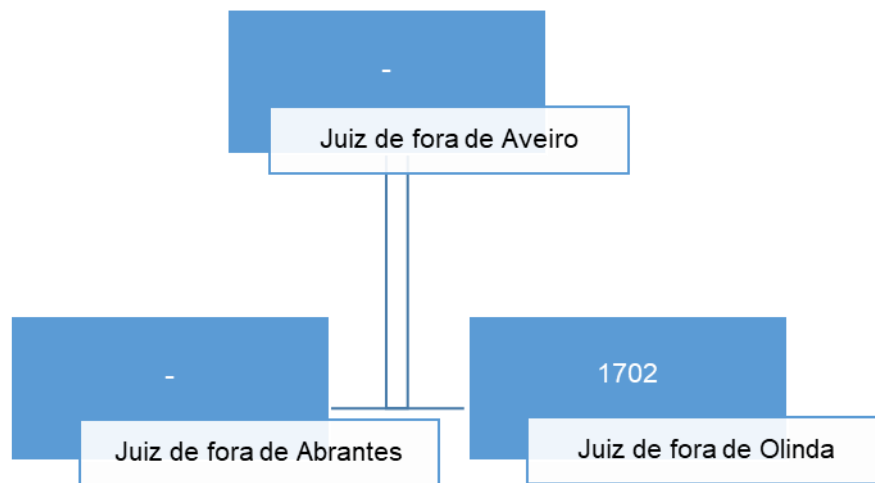 -
Juiz de fora de Aveiro
-
Juiz de fora de Abrantes
1702
Juiz de fora de Olinda